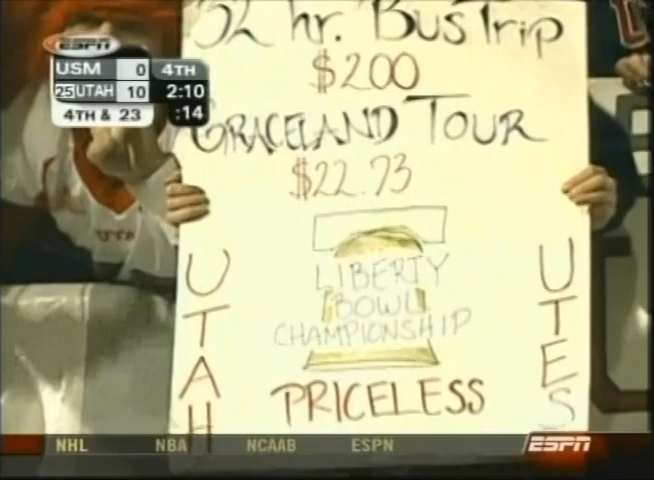 ESPN
USM 0 4TH
25 UTAH 10 2:10
4TH & 23 :14
52 hr. Bus Trip
$200
GRACELAND TOUR
$22.73
LIBERTY
BOWL
CHAMPIONSHIP
PRICELESS
UTAH
UTES
NHL NBA NCAAB ESPN
ESPN